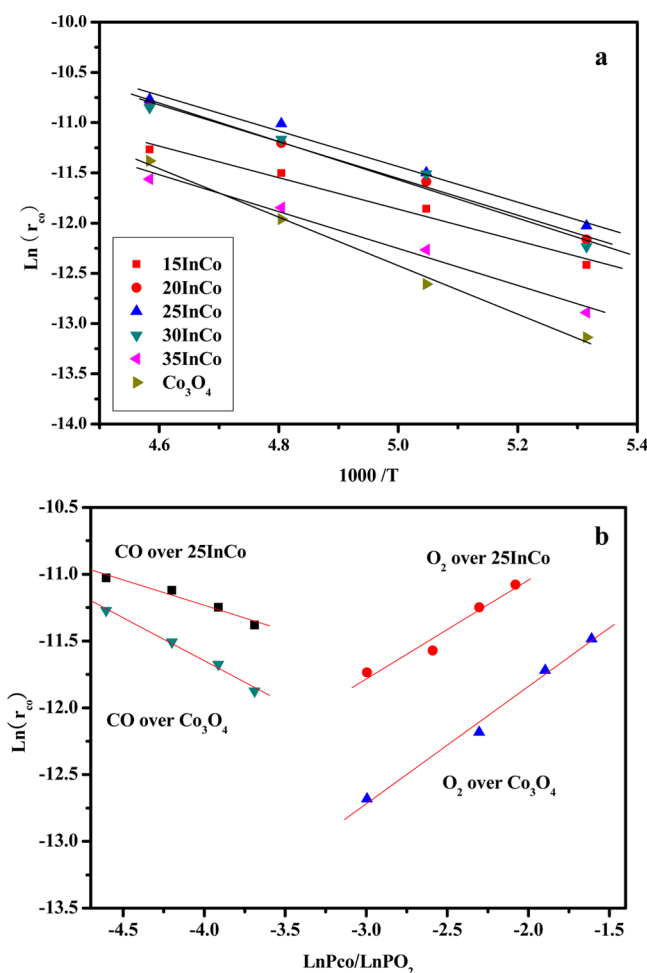 a
-10.0
-10.5
-11.0
-11.5
-12.0
-12.5
-13.0
-13.5
-14.0
Ln (r_co)
15InCo
20InCo
25InCo
30InCo
35InCo
Co₃O₄
4.6 4.8 5.0 5.2 5.4
1000 /T
b
-10.5
-11.0
-11.5
-12.0
-12.5
-13.0
-13.5
Ln(r_co)
CO over 25InCo
O₂ over 25InCo
CO over Co₃O₄
O₂ over Co₃O₄
-4.5 -4.0 -3.5 -3.0 -2.5 -2.0 -1.5
LnPco/LnPO₂